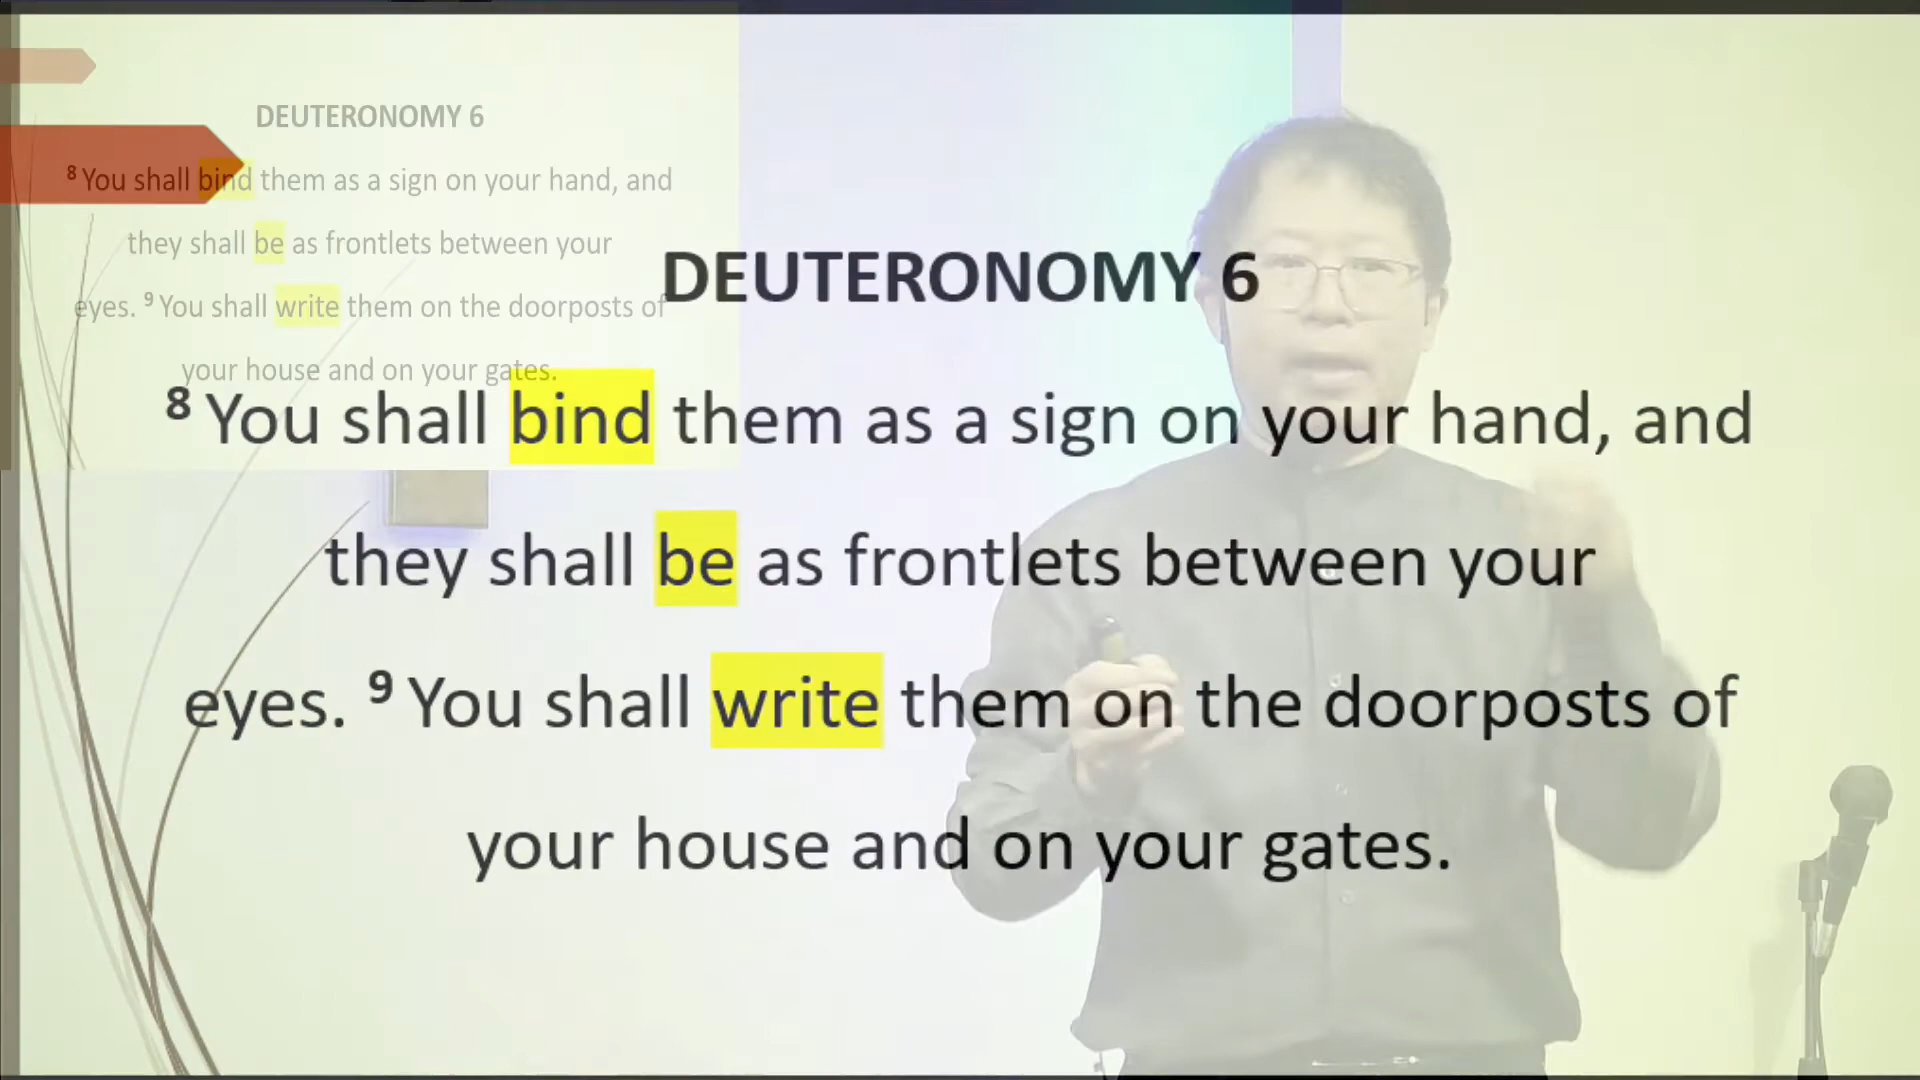 DEUTERONOMY 6
⁸ You shall bind them as a sign on your hand, and
they shall be as frontlets between your
eyes. ⁹ You shall write them on the doorposts of
your house and on your gates.
DEUTERONOMY 6
⁸ You shall bind them as a sign on your hand, and
they shall be as frontlets between your
eyes. ⁹ You shall write them on the doorposts of
your house and on your gates.